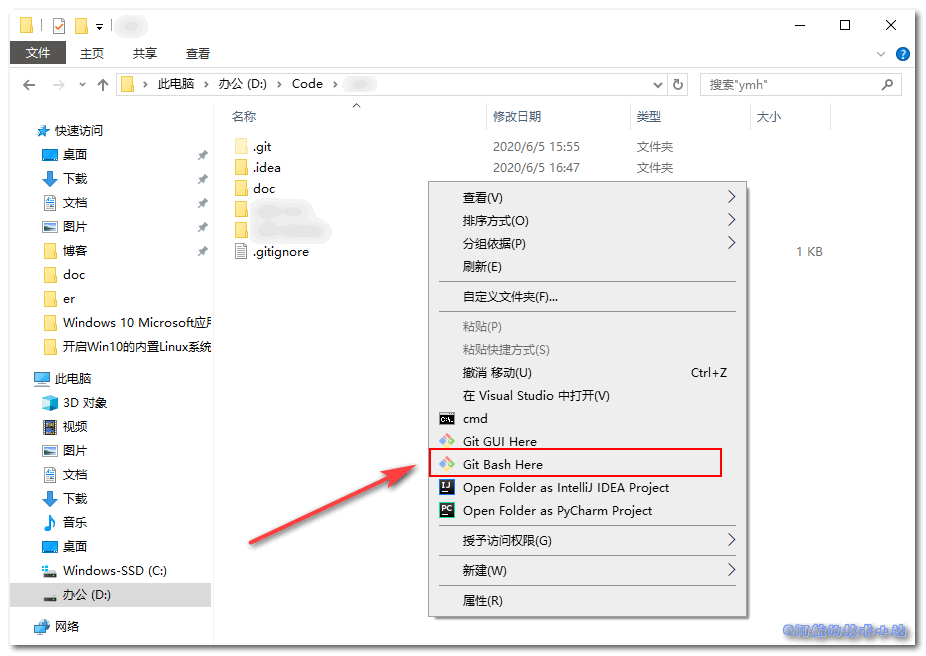 文件 主页 共享 查看
此电脑 办公 (D:) Code
搜索"ymh"
名称 修改日期 类型 大小
快速访问
桌面
下载
文档
图片
博客
doc
er
Windows 10 Microsoft应用
开启Win10的内置Linux系统
此电脑
3D 对象
视频
图片
文档
下载
音乐
桌面
Windows-SSD (C:)
办公 (D:)
网络
.git 2020/6/5 15:55 文件夹
.idea 2020/6/5 16:47 文件夹
doc
.gitignore 1 KB
查看(V)
排序方式(O)
分组依据(P)
刷新(E)
自定义文件夹(F)...
粘贴(P)
粘贴快捷方式(S)
撤消 移动(U) Ctrl+Z
在 Visual Studio 中打开(V)
cmd
Git GUI Here
Git Bash Here
Open Folder as IntelliJ IDEA Project
Open Folder as PyCharm Project
授予访问权限(G)
新建(W)
属性(R)